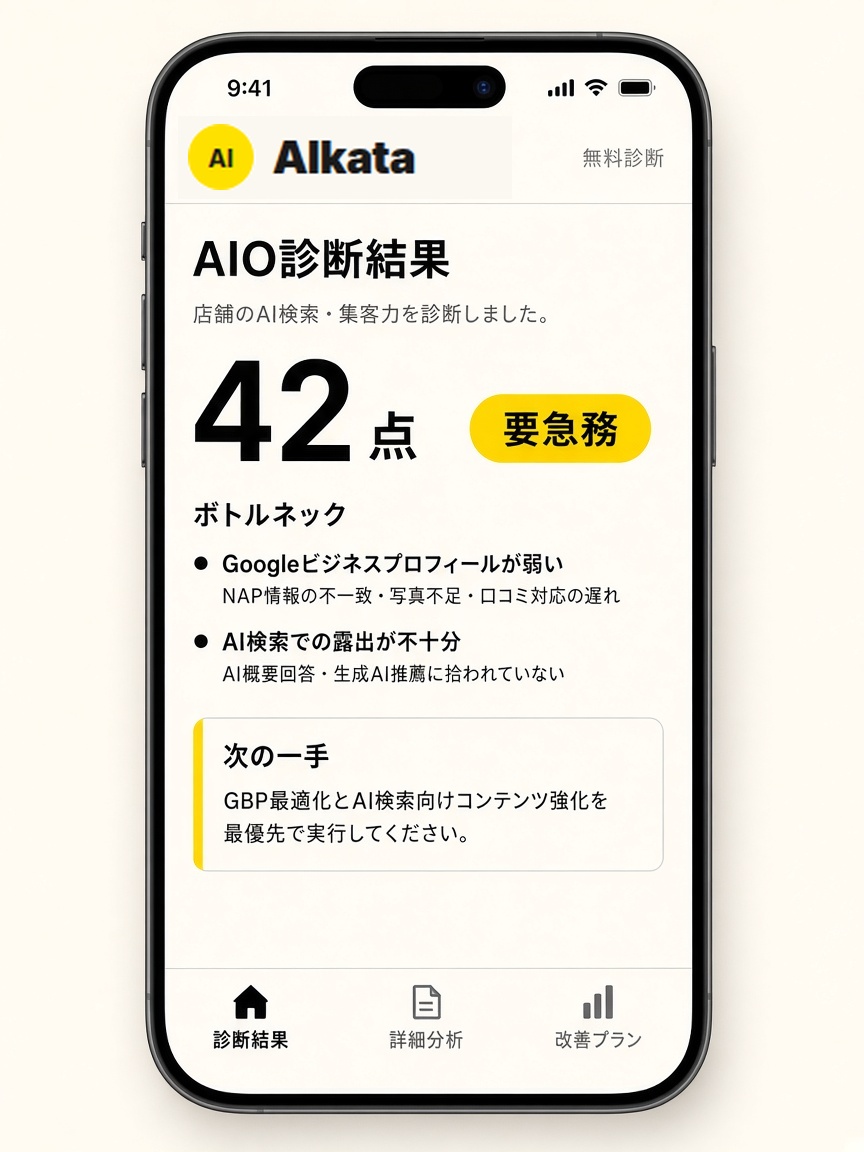 9:41
AI AIkata
無料診断
AIO診断結果
店舗のAI検索・集客力を診断しました。
42点
要急務
ボトルネック
● Googleビジネスプロフィールが弱い
NAP情報の不一致・写真不足・口コミ対応の遅れ
● AI検索での露出が不十分
AI概要回答・生成AI推薦に拾われていない
次の一手
GBP最適化とAI検索向けコンテンツ強化を
最優先で実行してください。
診断結果
詳細分析
改善プラン